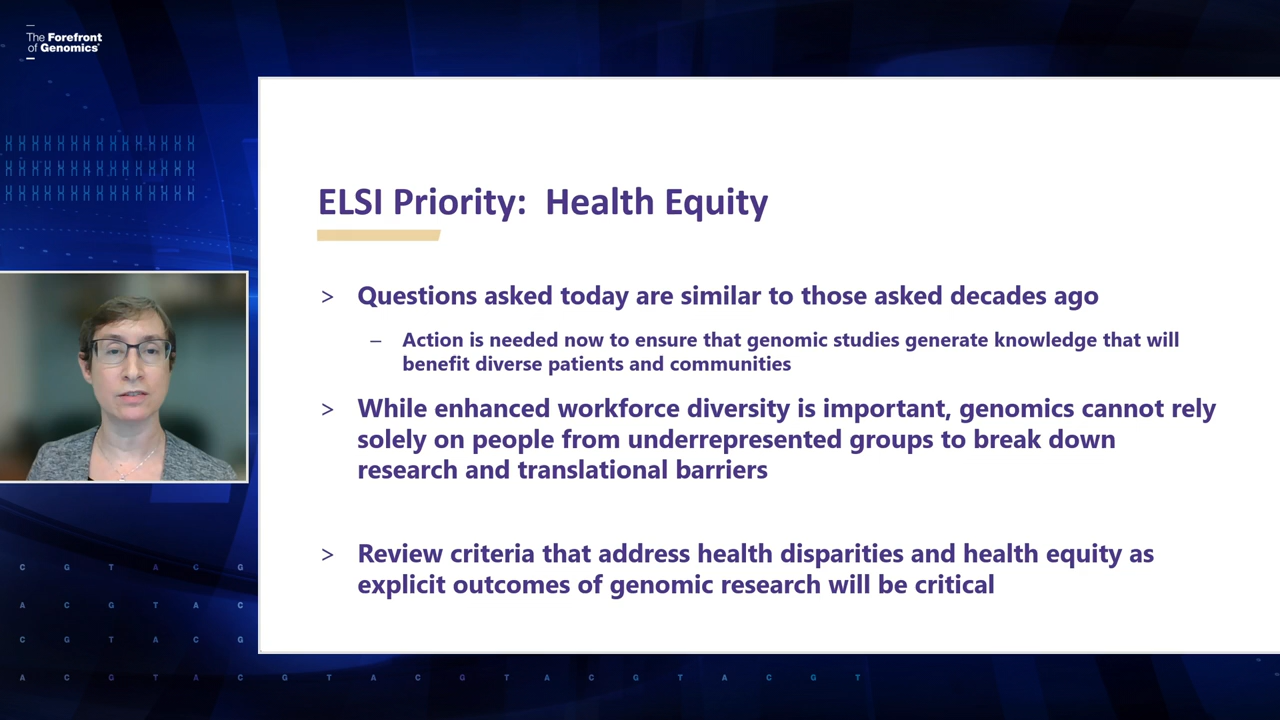 The Forefront
of Genomics®
ELSI Priority: Health Equity
> Questions asked today are similar to those asked decades ago
– Action is needed now to ensure that genomic studies generate knowledge that will
benefit diverse patients and communities
> While enhanced workforce diversity is important, genomics cannot rely
solely on people from underrepresented groups to break down
research and translational barriers
> Review criteria that address health disparities and health equity as
explicit outcomes of genomic research will be critical
C G T A C G
A C G T A C
C G T A C G
A C G T A C G T A C G T A C G T A C G T